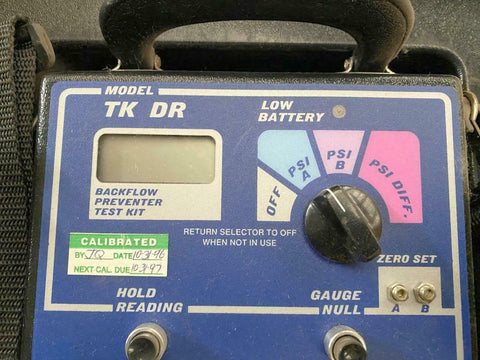 MODEL
TK DR
LOW
BATTERY
OFF
PSI
A
PSI
B
PSI DIFF.
BACKFLOW
PREVENTER
TEST KIT
RETURN SELECTOR TO OFF
WHEN NOT IN USE
CALIBRATED
BY JQ DATE 10-31-96
NEXT CAL. DUE 10-31-97
ZERO SET
A B
HOLD
READING
GAUGE
NULL